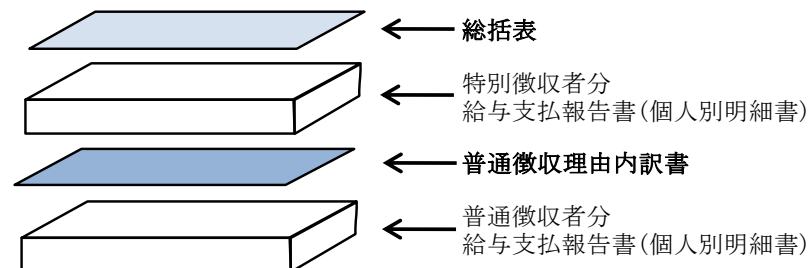 総括表
特別徴収者分
給与支払報告書(個人別明細書)
普通徴収理由内訳書
普通徴収者分
給与支払報告書(個人別明細書)